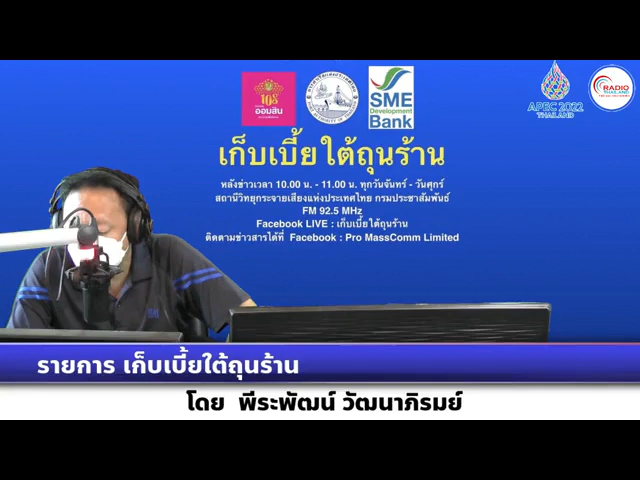 108
ออมสิน
SME
Development
Bank
APEC 2022
THAILAND
RADIO
THAILAND
เก็บเบี้ยใต้ถุนร้าน
หลังข่าวเวลา 10.00 น. - 11.00 น. ทุกวันจันทร์ - วันศุกร์
สถานีวิทยุกระจายเสียงแห่งประเทศไทย กรมประชาสัมพันธ์
FM 92.5 MHz
Facebook LIVE : เก็บเบี้ยใต้ถุนร้าน
ติดตามข่าวสารได้ที่ Facebook : Pro MassComm Limited
รายการ เก็บเบี้ยใต้ถุนร้าน
โดย พีระพัฒน์ วัฒนาภิรมย์